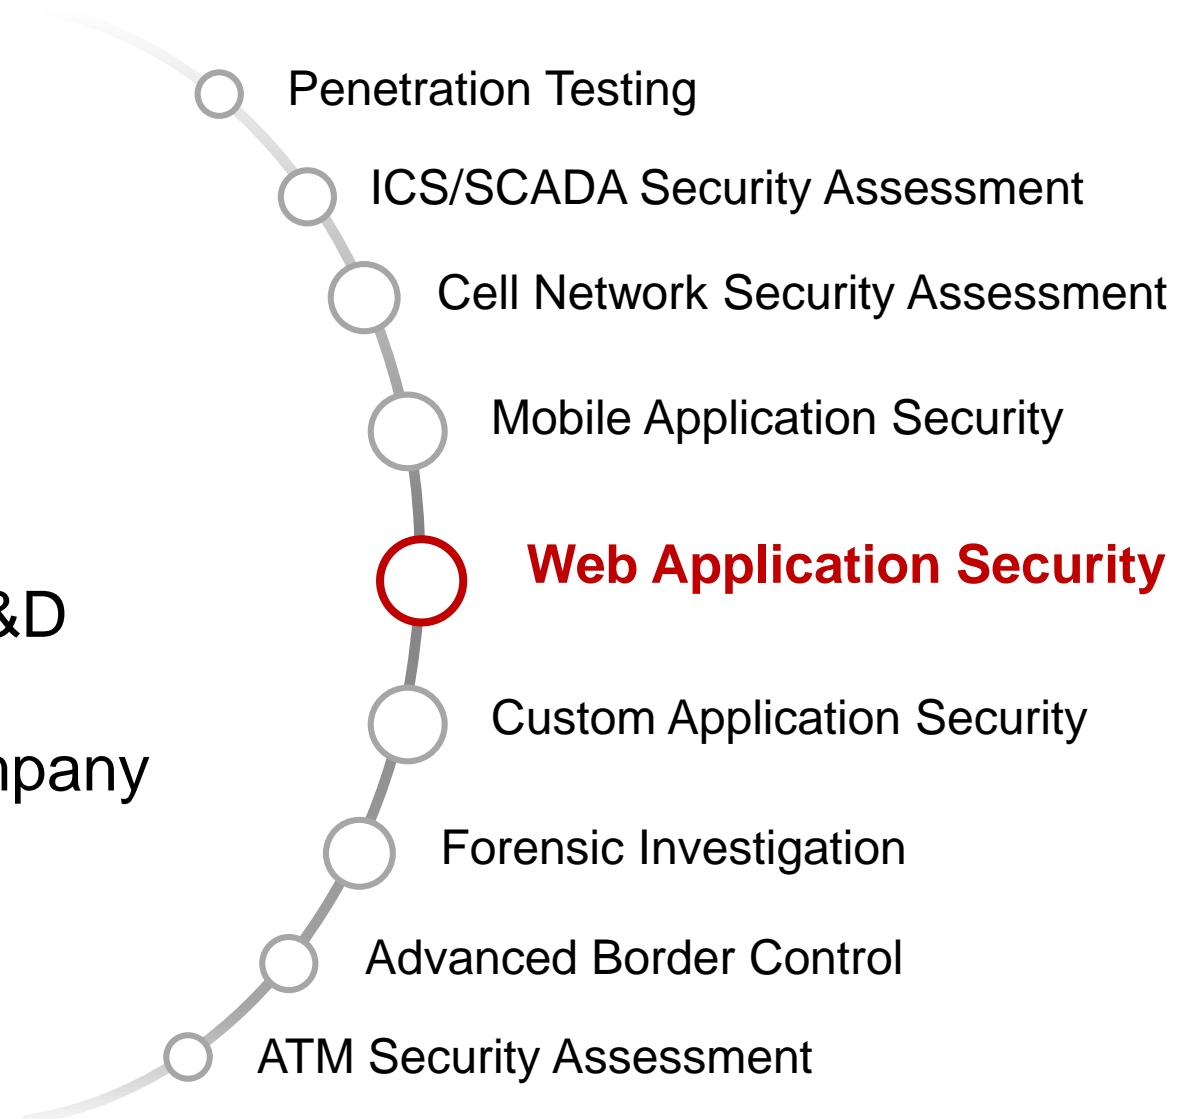 Penetration Testing
ICS/SCADA Security Assessment
Cell Network Security Assessment
Mobile Application Security
Web Application Security
&D
Custom Application Security
mpany
Forensic Investigation
Advanced Border Control
ATM Security Assessment